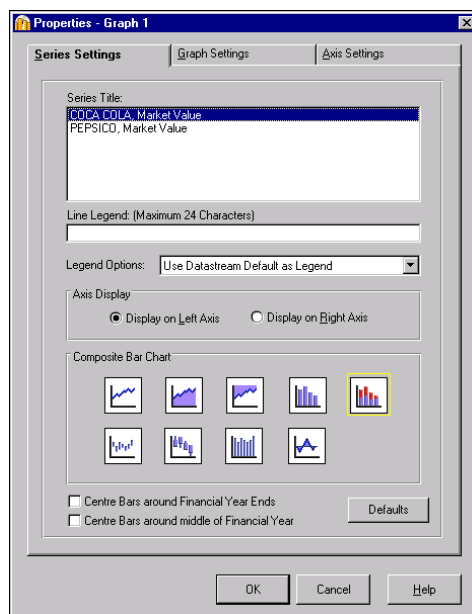 Properties - Graph 1
Series Settings
Graph Settings
Axis Settings
Series Title:
COCA COLA, Market Value
PEPSICO, Market Value
Line Legend: (Maximum 24 Characters)
Legend Options:
Use Datastream Default as Legend
Axis Display
Display on Left Axis
Display on Right Axis
Composite Bar Chart
Centre Bars around Financial Year Ends
Centre Bars around middle of Financial Year
Defaults
OK
Cancel
Help